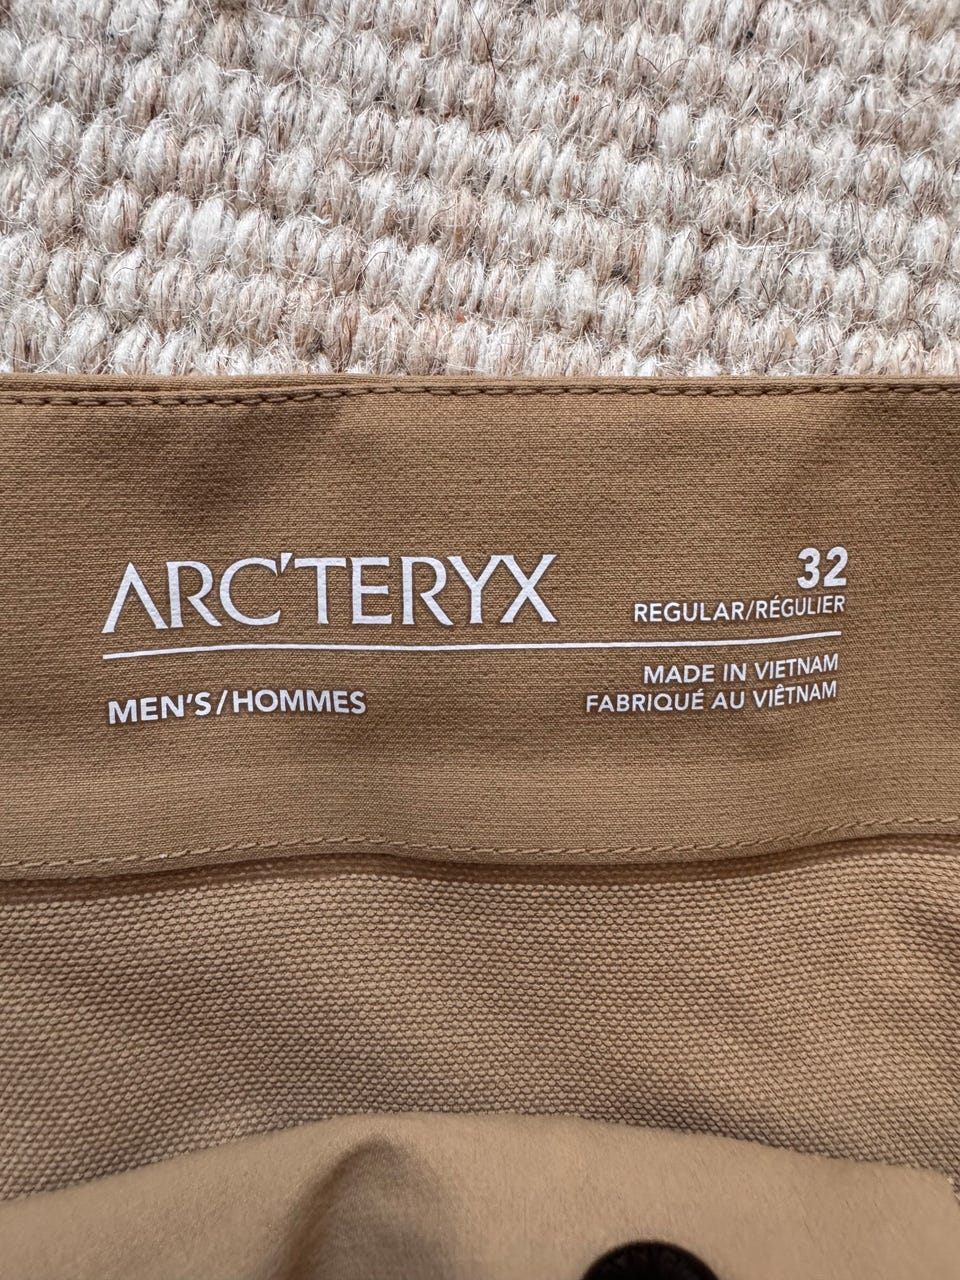 ARC'TERYX
32
REGULAR/RÉGULIER
MEN'S/HOMMES
MADE IN VIETNAM
FABRIQUÉ AU VIÊTNAM